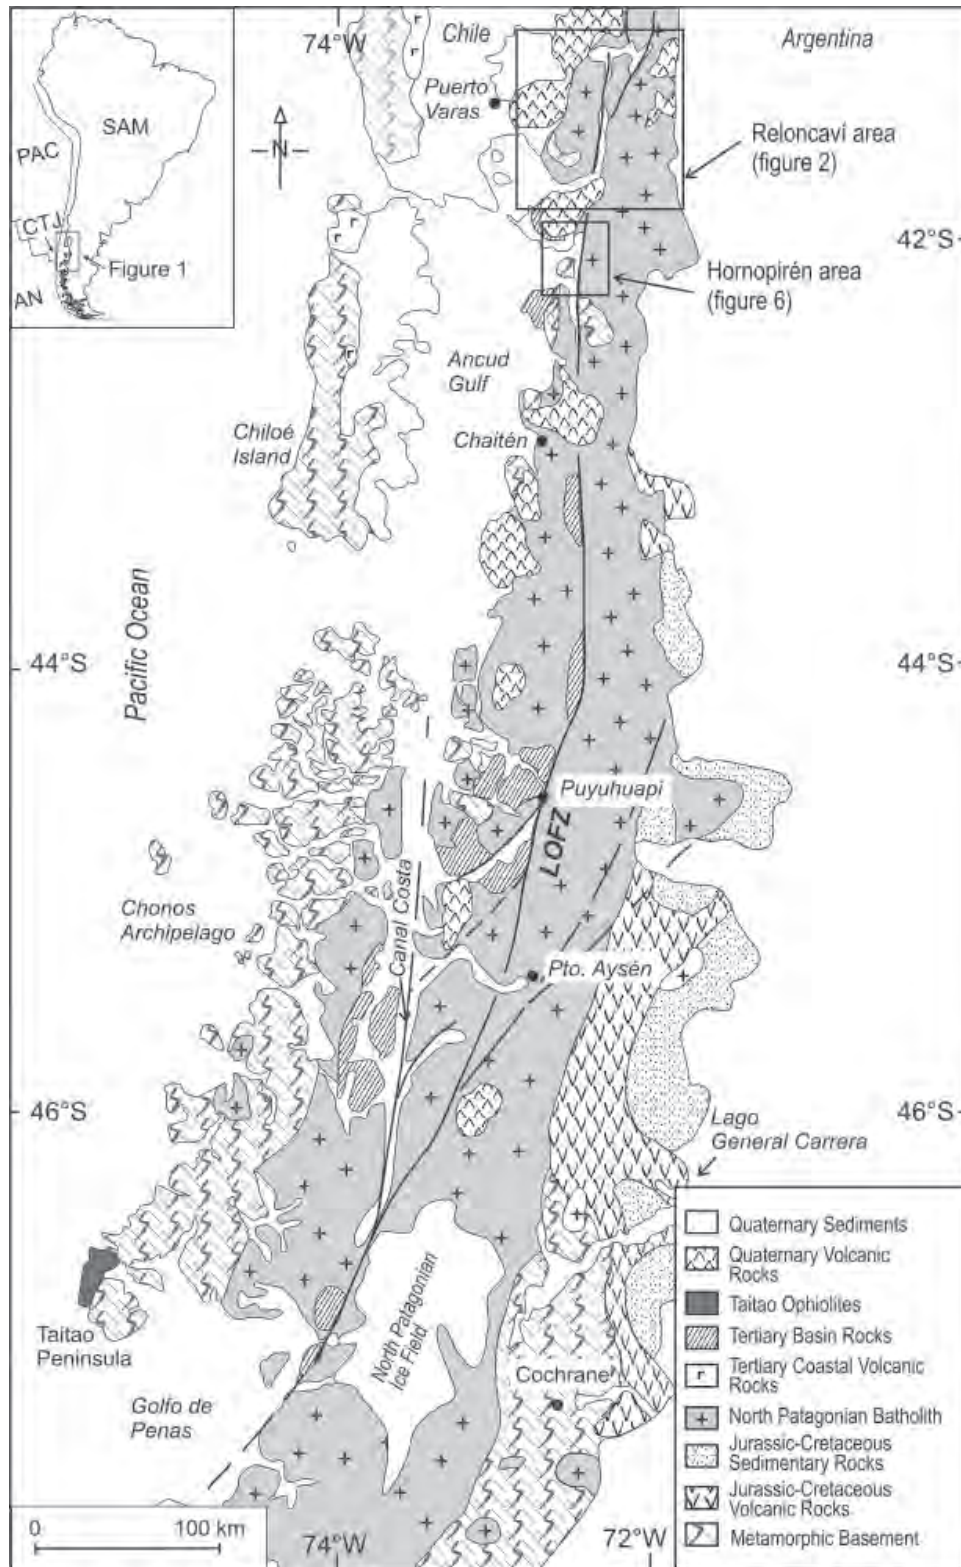 74°W
Chile
Argentina
Puerto
Varas
SAM
PAC
CTJ
AN
Figure 1
N
Reloncaví area
(figure 2)
42°S
Hornopirén area
(figure 6)
Ancud
Gulf
Chiloé
Island
Chaitén
Pacific Ocean
44°S
44°S
Puyuhuapi
LOFZ
Canal Costa
Chonos
Archipelago
Pto. Aysén
46°S
46°S
Lago
General Carrera
Taitao
Peninsula
North Patagonian
Ice Field
Golfo de
Penas
Cochrane
0
100 km
74°W
72°W
Quaternary Sediments
Quaternary Volcanic
Rocks
Taitao Ophiolites
Tertiary Basin Rocks
r
Tertiary Coastal Volcanic
Rocks
North Patagonian Batholith
Jurassic-Cretaceous
Sedimentary Rocks
Jurassic-Cretaceous
Volcanic Rocks
Metamorphic Basement